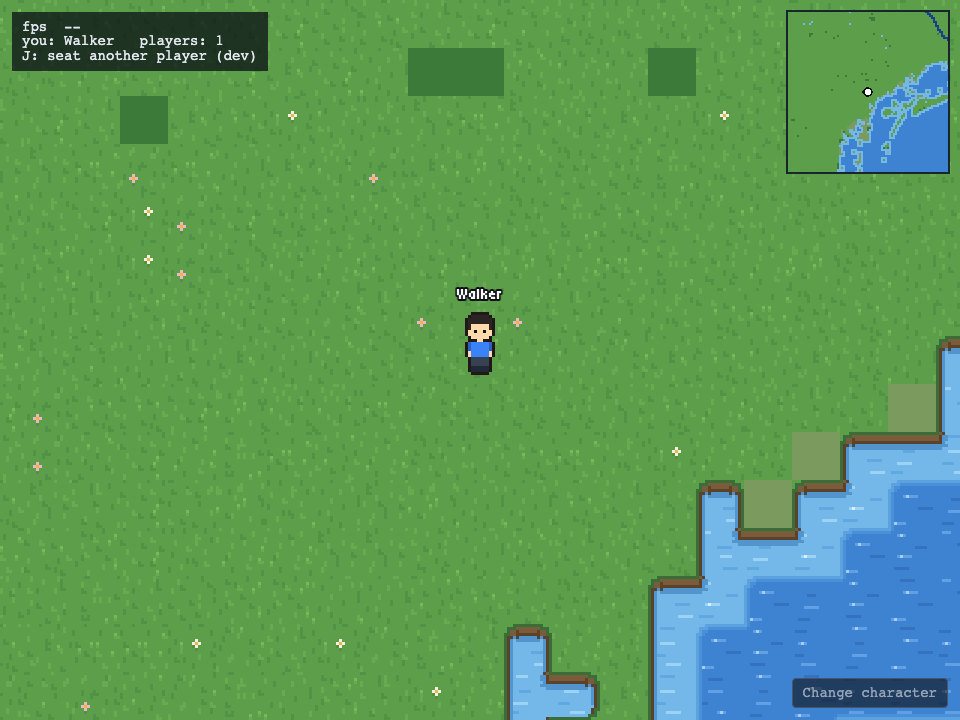 fps  --
you: Walker   players: 1
J: seat another player (dev)
Walker
Change character